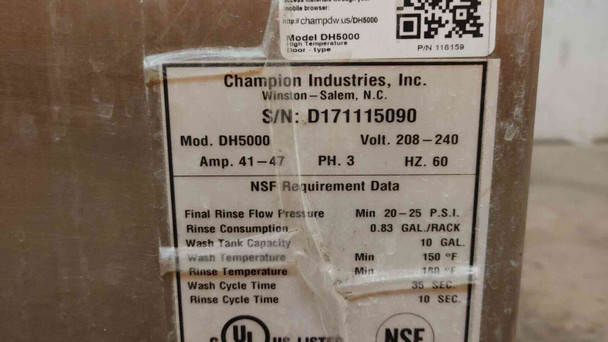 mobile browser:
http://champdw.us/DH5000
Model DH5000
High Temperature
Door - type
P/N 116159
Champion Industries, Inc.
Winston-Salem, N.C.
S/N: D171115090
Mod. DH5000 Volt. 208-240
Amp. 41-47 PH. 3 HZ. 60
NSF Requirement Data
Final Rinse Flow Pressure Min 20-25 P.S.I.
Rinse Consumption 0.83 GAL./RACK
Wash Tank Capacity 10 GAL.
Wash Temperature Min 150 °F
Rinse Temperature Min 180 °F
Wash Cycle Time 35 SEC.
Rinse Cycle Time 10 SEC.
C UL US LISTED NSF